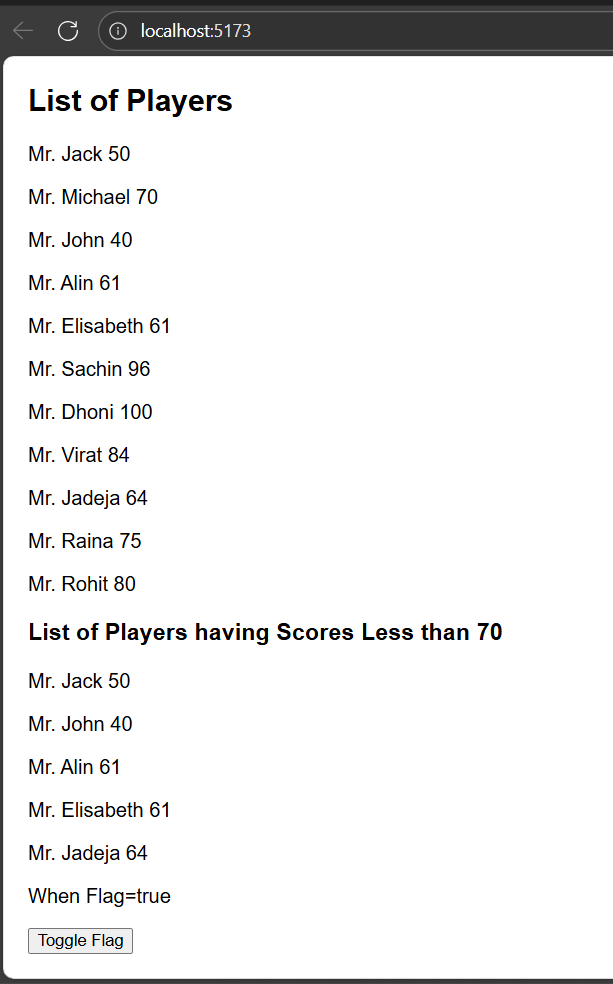 localhost:5173
List of Players
Mr. Jack 50
Mr. Michael 70
Mr. John 40
Mr. Alin 61
Mr. Elisabeth 61
Mr. Sachin 96
Mr. Dhoni 100
Mr. Virat 84
Mr. Jadeja 64
Mr. Raina 75
Mr. Rohit 80
List of Players having Scores Less than 70
Mr. Jack 50
Mr. John 40
Mr. Alin 61
Mr. Elisabeth 61
Mr. Jadeja 64
When Flag=true
Toggle Flag